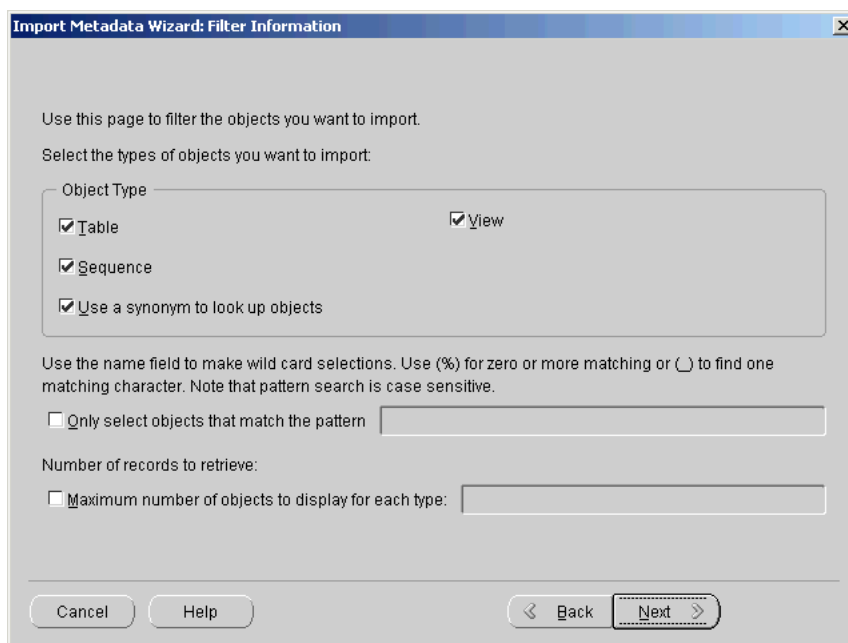 Import Metadata Wizard: Filter Information
Use this page to filter the objects you want to import.
Select the types of objects you want to import:
Object Type
Table
View
Sequence
Use a synonym to look up objects
Use the name field to make wild card selections. Use (%) for zero or more matching or (_) to find one
matching character. Note that pattern search is case sensitive.
Only select objects that match the pattern
Number of records to retrieve:
Maximum number of objects to display for each type:
Cancel
Help
Back
Next